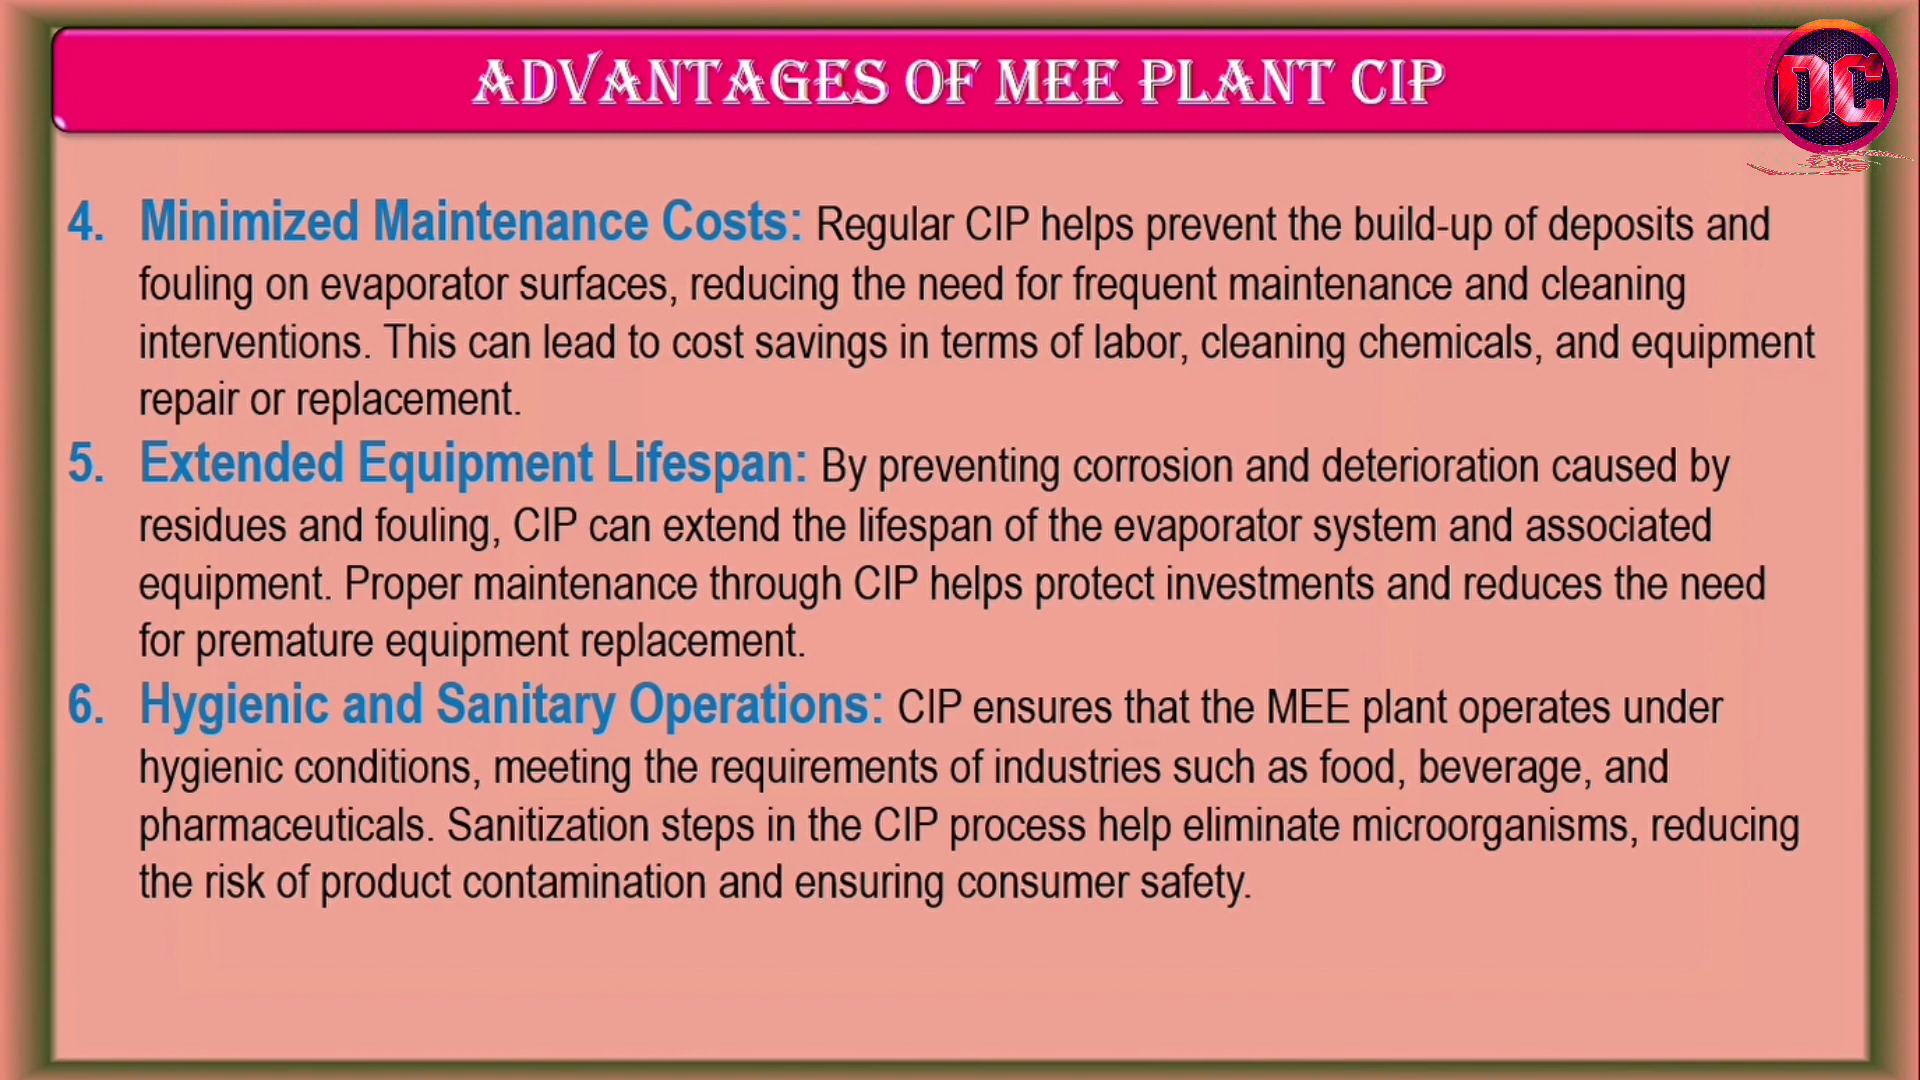 ADVANTAGES OF MEE PLANT CIP
DC
4. Minimized Maintenance Costs: Regular CIP helps prevent the build-up of deposits and
fouling on evaporator surfaces, reducing the need for frequent maintenance and cleaning
interventions. This can lead to cost savings in terms of labor, cleaning chemicals, and equipment
repair or replacement.
5. Extended Equipment Lifespan: By preventing corrosion and deterioration caused by
residues and fouling, CIP can extend the lifespan of the evaporator system and associated
equipment. Proper maintenance through CIP helps protect investments and reduces the need
for premature equipment replacement.
6. Hygienic and Sanitary Operations: CIP ensures that the MEE plant operates under
hygienic conditions, meeting the requirements of industries such as food, beverage, and
pharmaceuticals. Sanitization steps in the CIP process help eliminate microorganisms, reducing
the risk of product contamination and ensuring consumer safety.